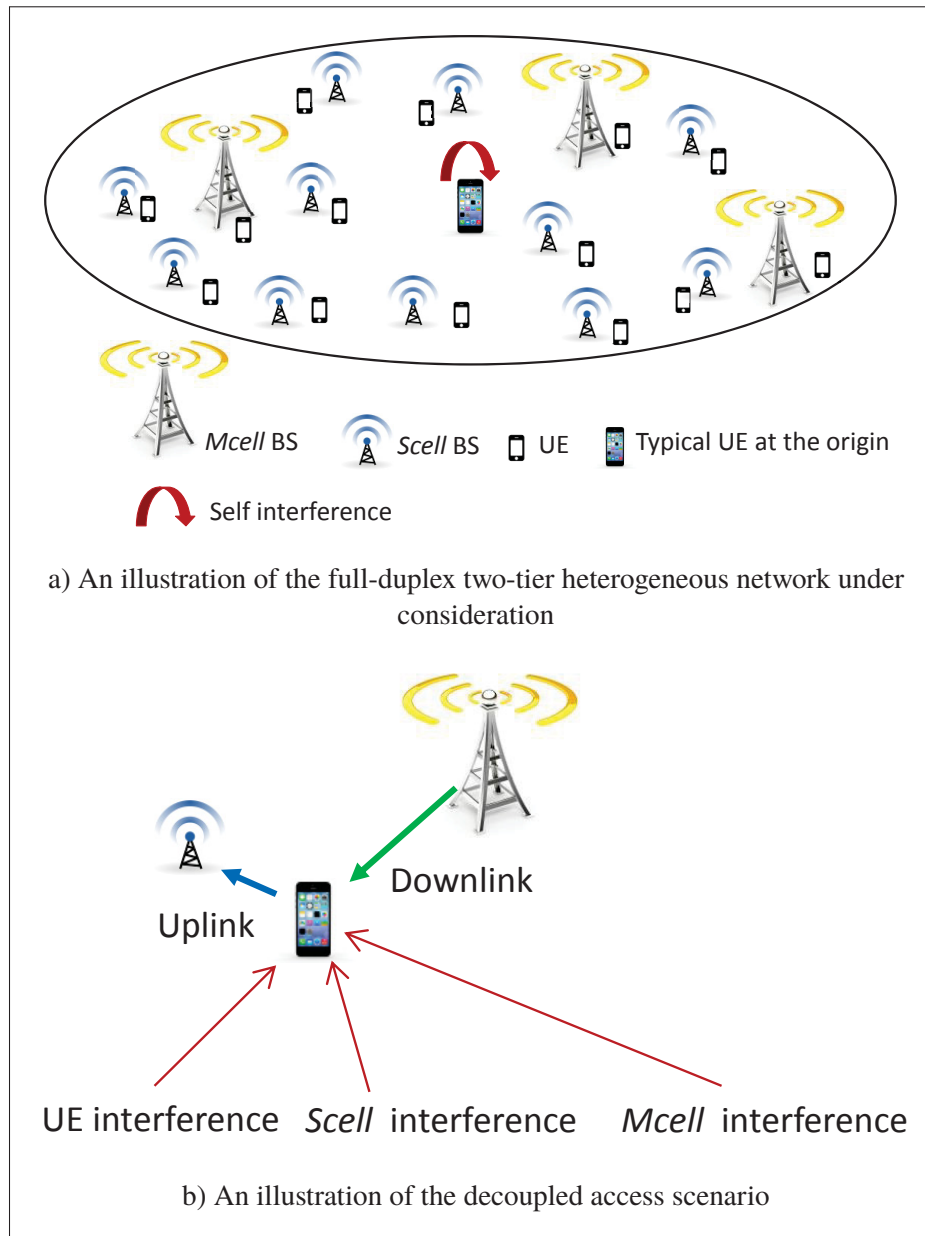 Mcell BS
Scell BS
UE
Typical UE at the origin
Self interference
a) An illustration of the full-duplex two-tier heterogeneous network under
consideration
Downlink
Uplink
UE interference
Scell interference
Mcell interference
b) An illustration of the decoupled access scenario